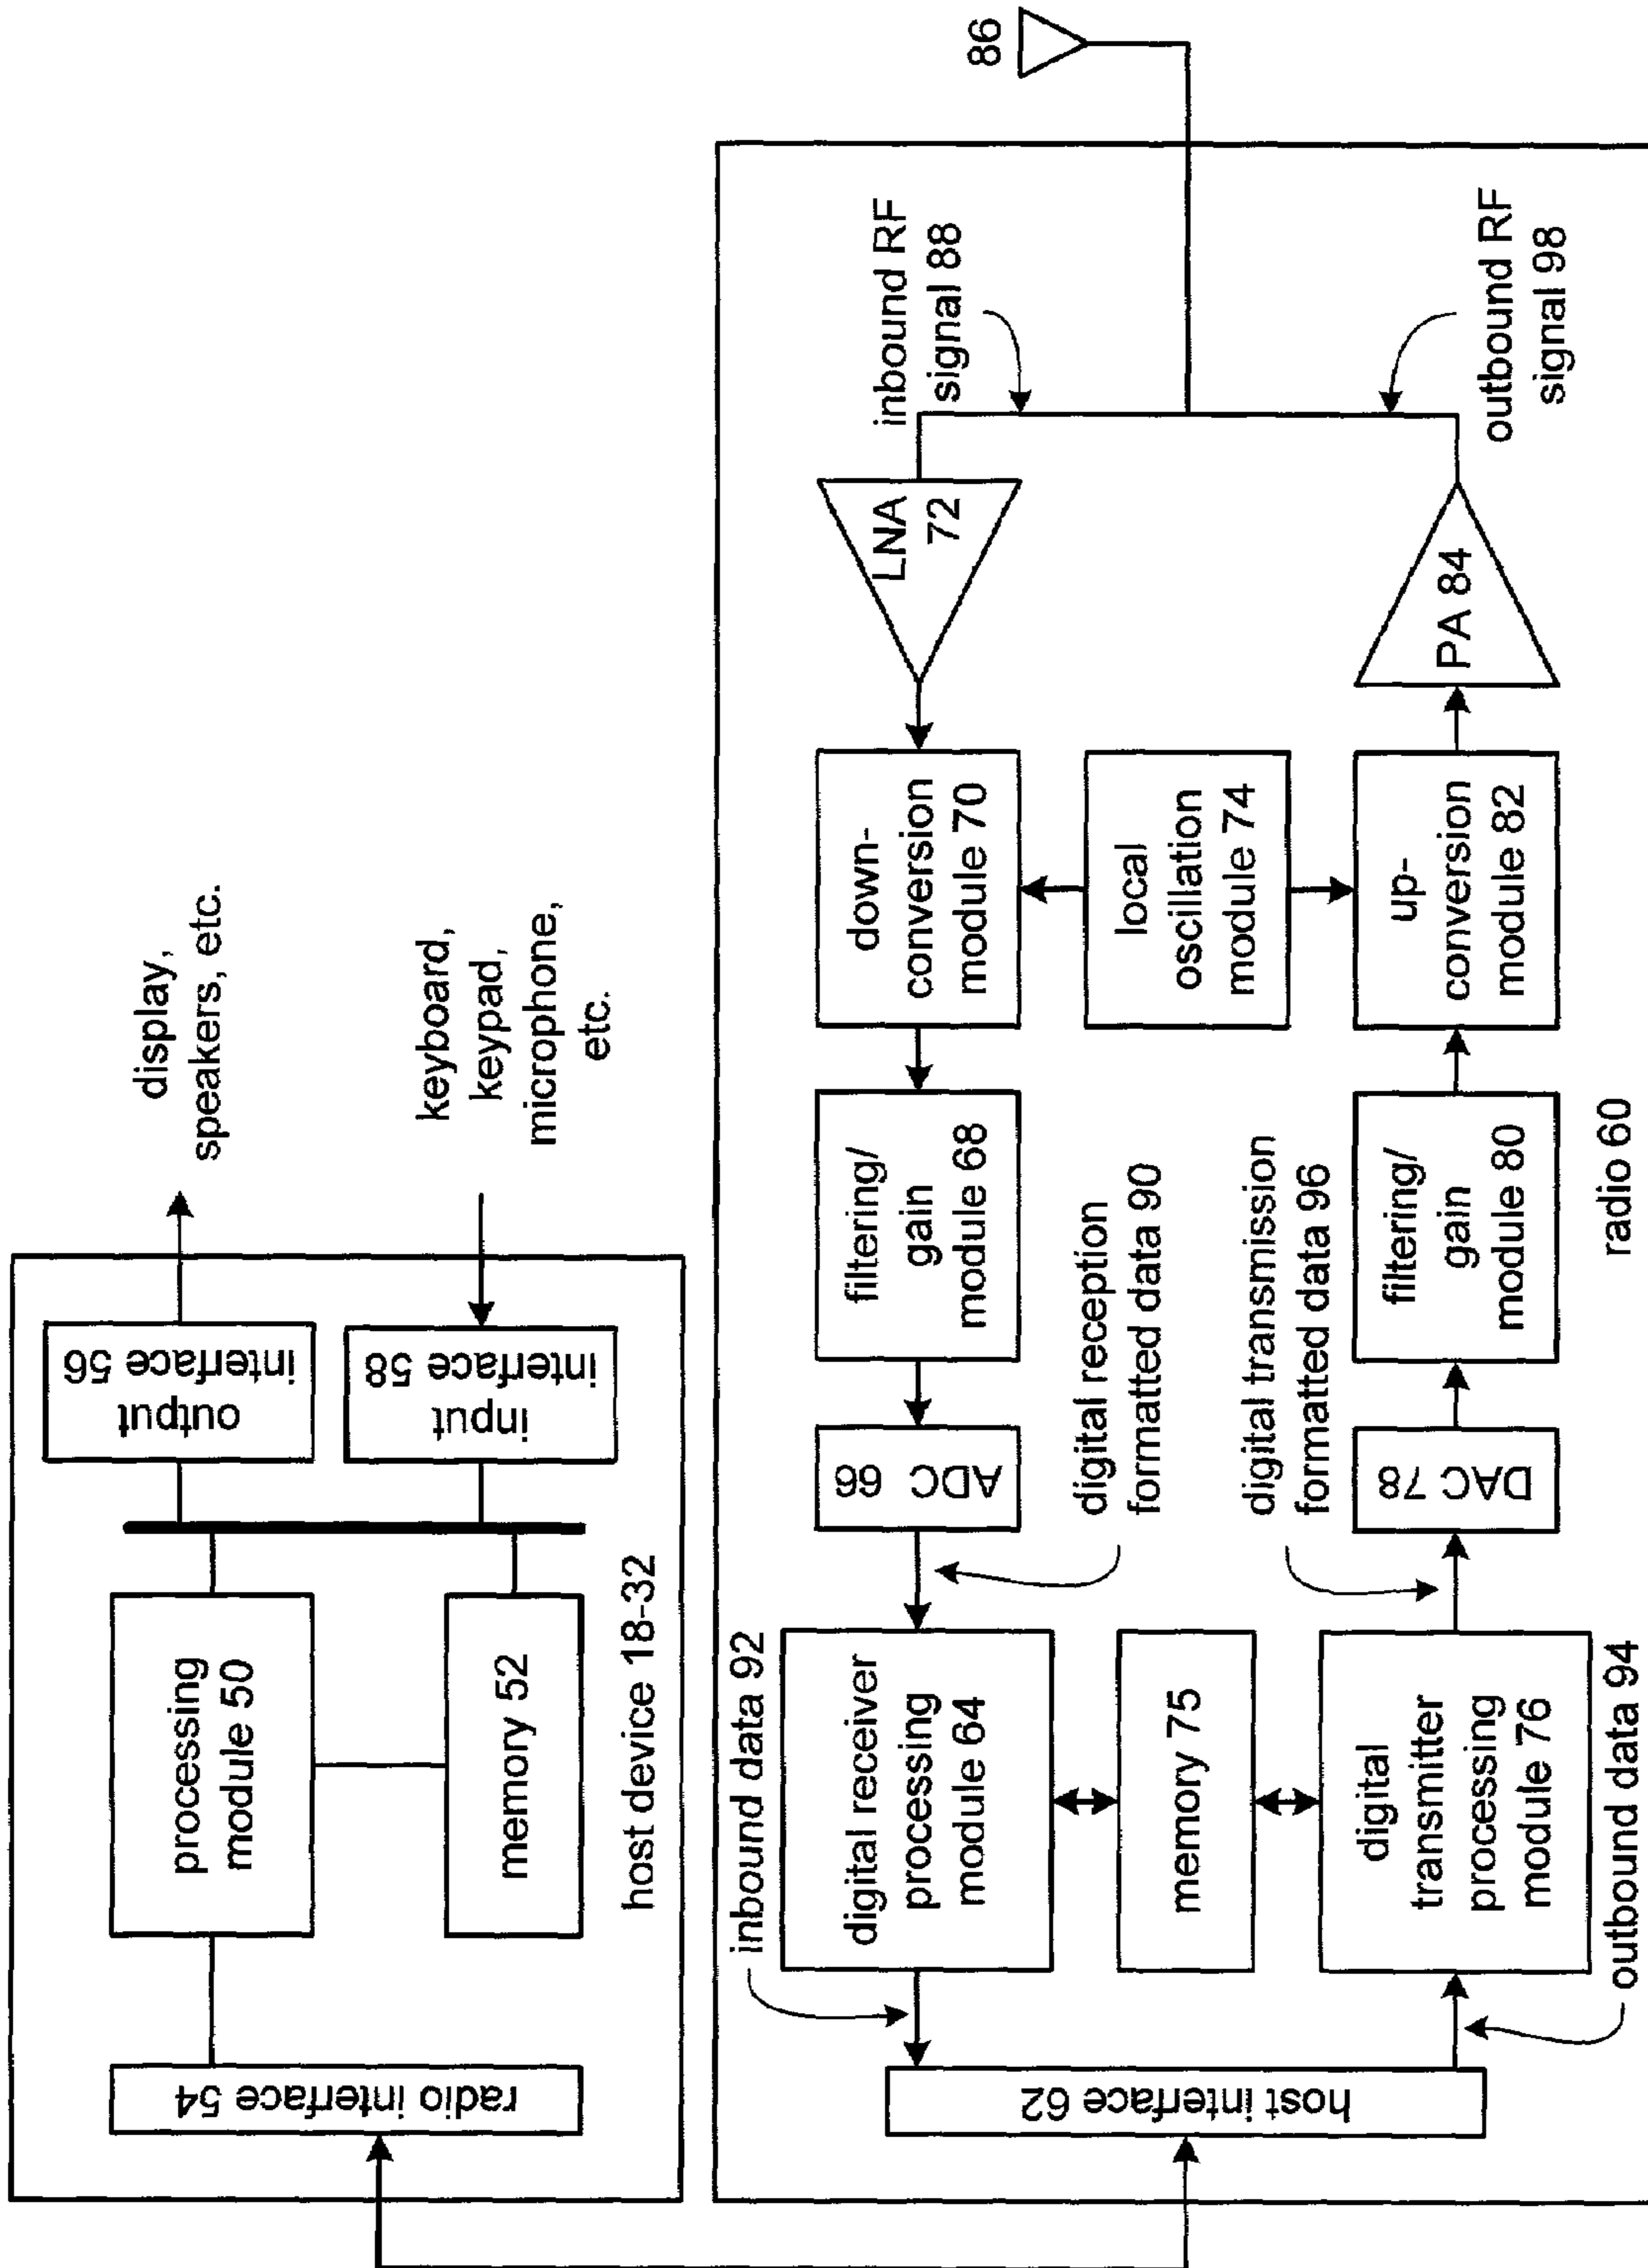 display,
speakers, etc.
keyboard,
keypad,
microphone,
etc.
output
interface 56
input
interface 58
processing
module 50
memory 52
radio interface 54
host device 18-32
86
inbound RF
signal 88
outbound RF
signal 98
LNA
72
PA 84
down-
conversion
module 70
local
oscillation
module 74
up-
conversion
module 82
filtering/
gain
module 68
filtering/
gain
module 80
ADC 66
DAC 78
digital reception
formatted data 90
digital transmission
formatted data 96
inbound data 92
digital receiver
processing
module 64
memory 75
digital
transmitter
processing
module 76
outbound data 94
host interface 62
radio 60